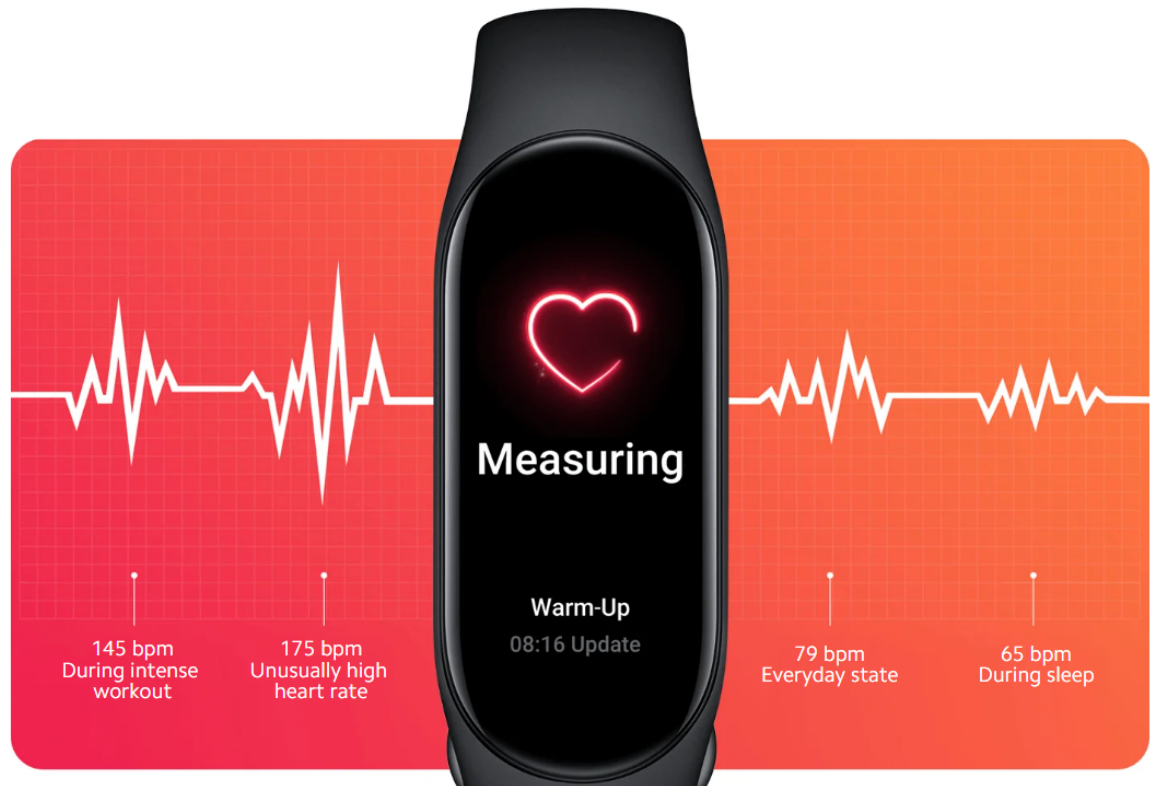 Measuring
Warm-Up
08:16 Update
145 bpm
During intense
workout
175 bpm
Unusually high
heart rate
79 bpm
Everyday state
65 bpm
During sleep